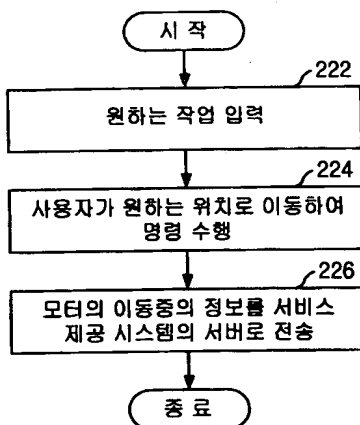 시 작
222
원하는 작업 입력
224
사용자가 원하는 위치로 이동하여
명령 수행
226
모터의 이동중의 정보를 서비스
제공 시스템의 서버로 전송
종 료